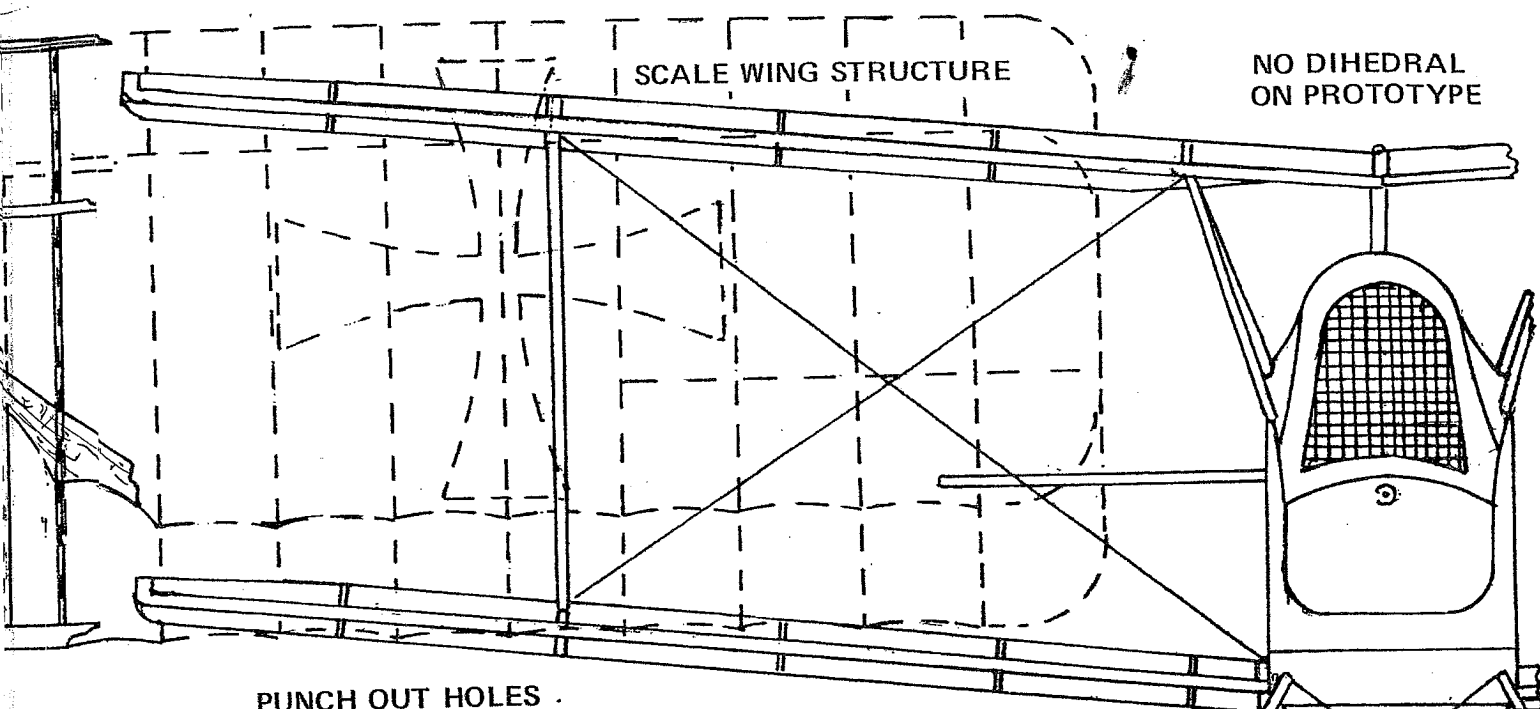 SCALE WING STRUCTURE
NO DIHEDRAL
ON PROTOTYPE
PUNCH OUT HOLES .